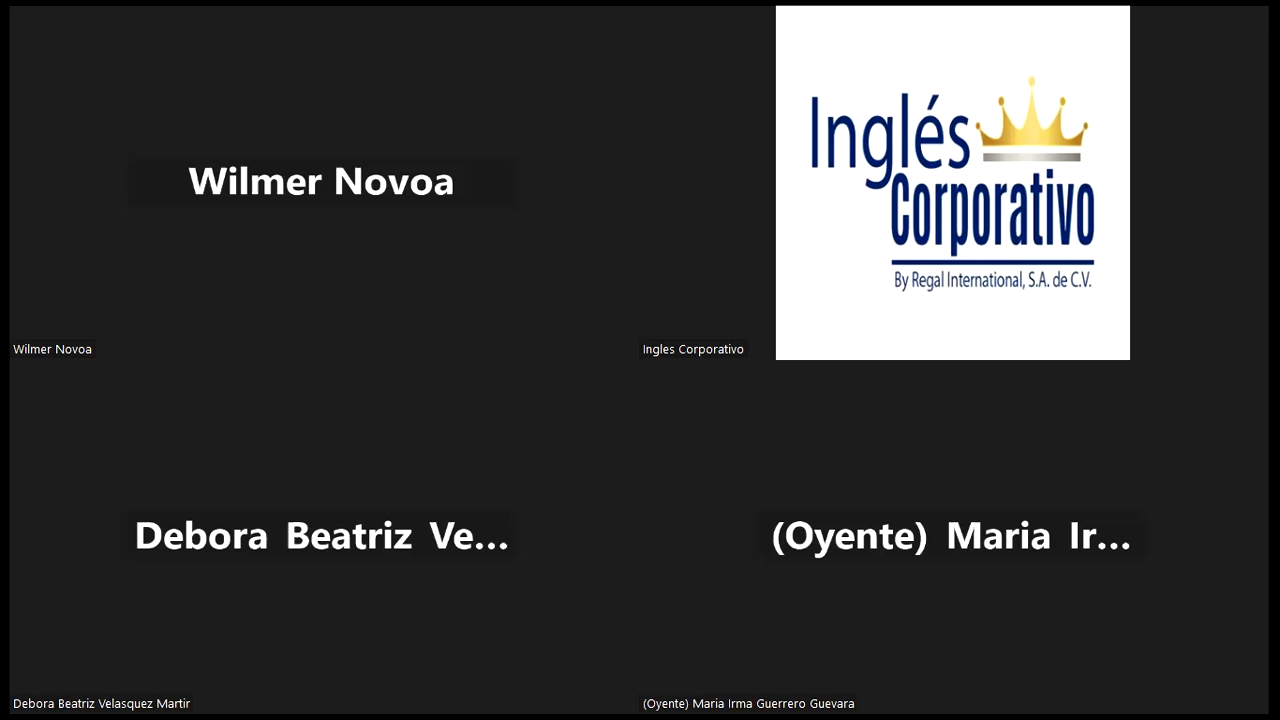 Wilmer Novoa
Wilmer Novoa
Inglés
Corporativo
By Regal International, S.A. de C.V.
Ingles Corporativo
Debora Beatriz Ve...
Debora Beatriz Velasquez Martir
(Oyente) Maria Ir...
(Oyente) Maria Irma Guerrero Guevara